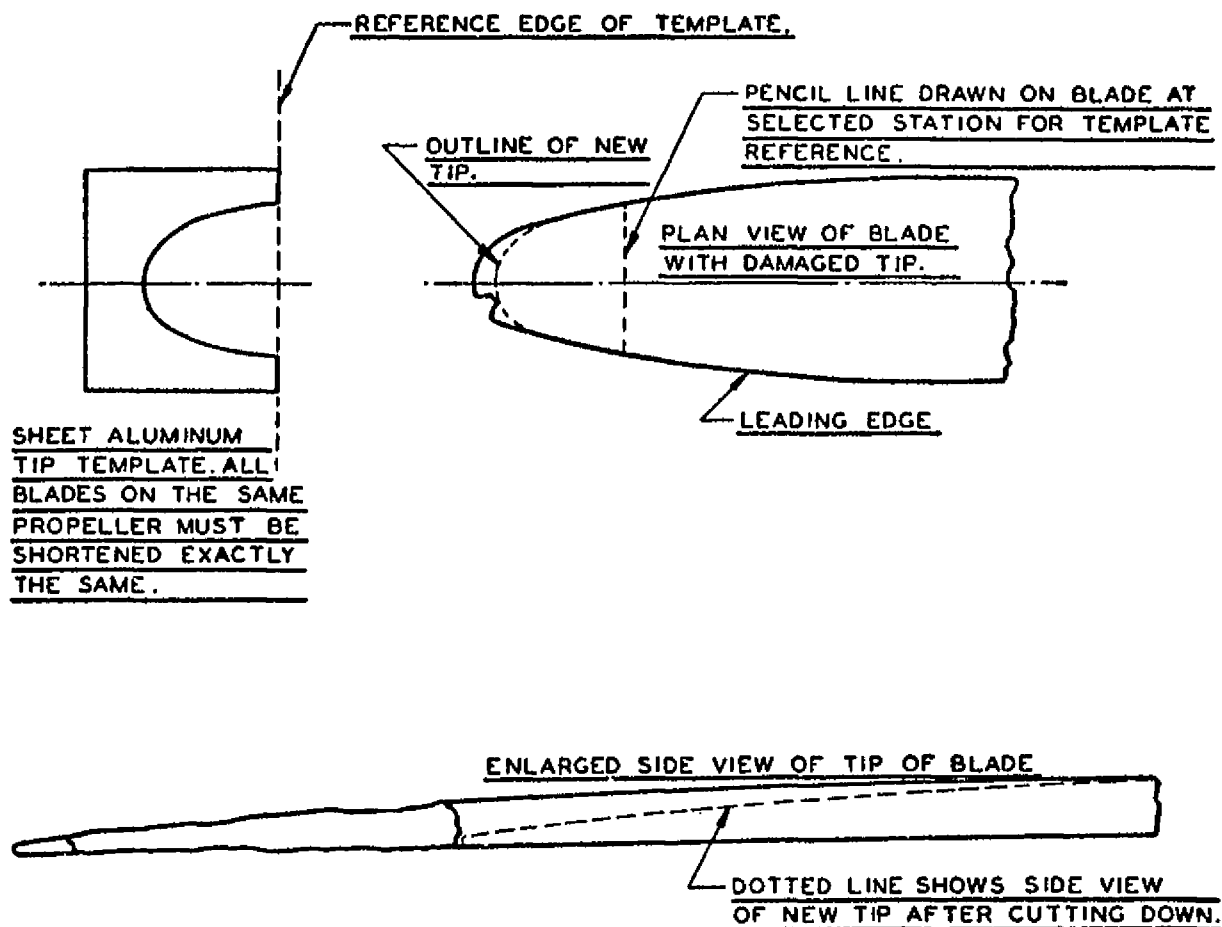 REFERENCE EDGE OF TEMPLATE.
PENCIL LINE DRAWN ON BLADE AT
SELECTED STATION FOR TEMPLATE
REFERENCE.
OUTLINE OF NEW
TIP.
PLAN VIEW OF BLADE
WITH DAMAGED TIP.
LEADING EDGE
SHEET ALUMINUM
TIP TEMPLATE. ALL
BLADES ON THE SAME
PROPELLER MUST BE
SHORTENED EXACTLY
THE SAME.
ENLARGED SIDE VIEW OF TIP OF BLADE
DOTTED LINE SHOWS SIDE VIEW
OF NEW TIP AFTER CUTTING DOWN.